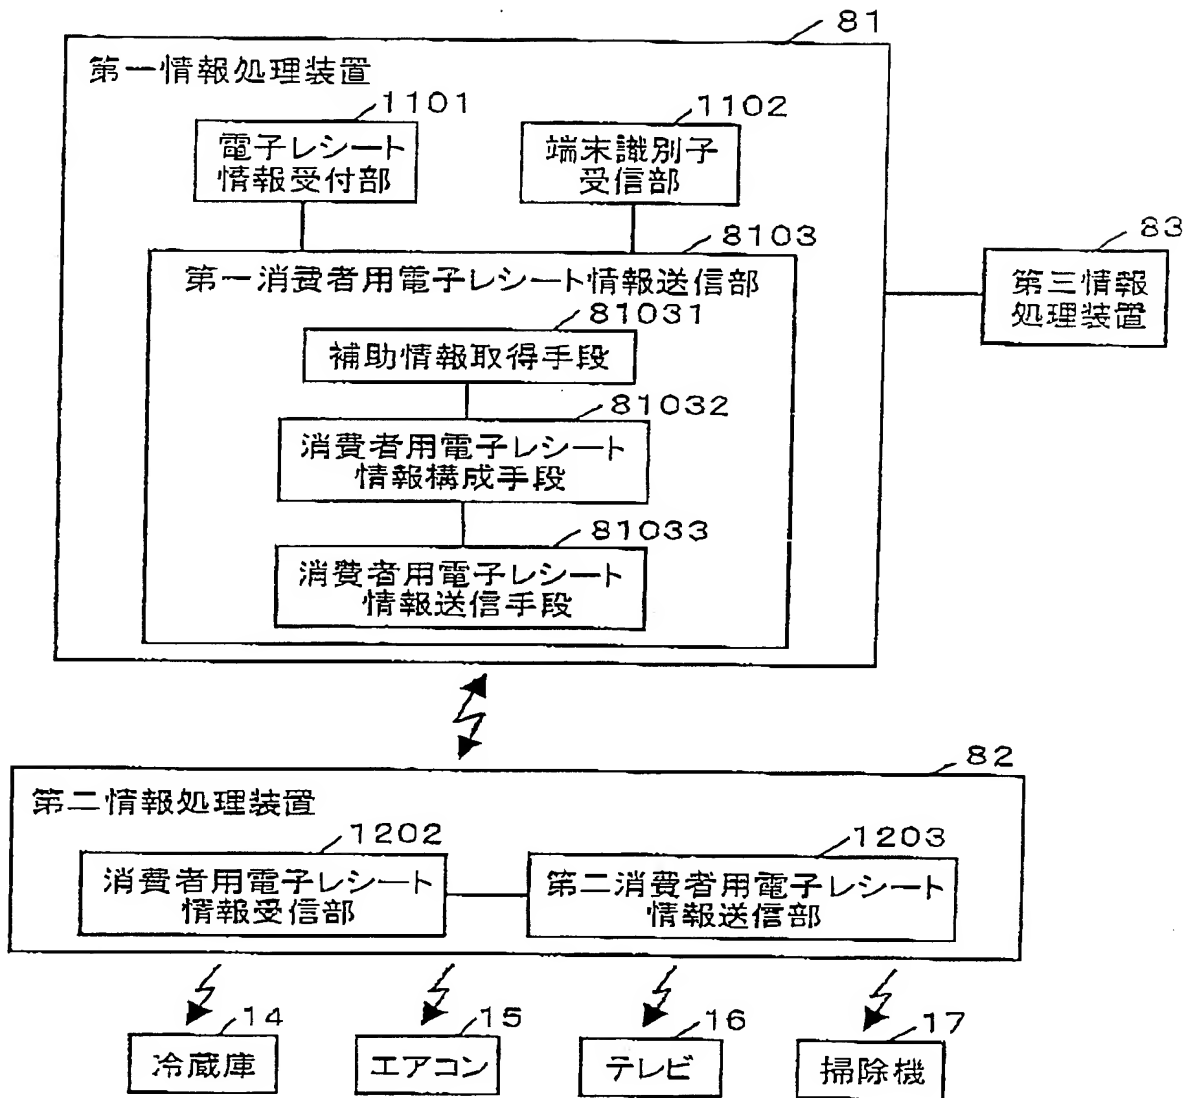 81
第一情報処理装置
1101
1102
電子レシート
情報受付部
端末識別子
受信部
8103
83
第一消費者用電子レシート情報送信部
第三情報
処理装置
81031
補助情報取得手段
81032
消費者用電子レシート
情報構成手段
81033
消費者用電子レシート
情報送信手段
82
第二情報処理装置
1202
1203
消費者用電子レシート
情報受信部
第二消費者用電子レシート
情報送信部
14
15
16
17
冷蔵庫
エアコン
テレビ
掃除機